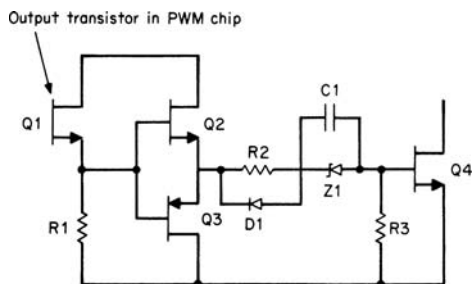 Output transistor in PWM chip
C1
Q1
Q2
R2
Q4
Z1
R1
Q3
D1
R3